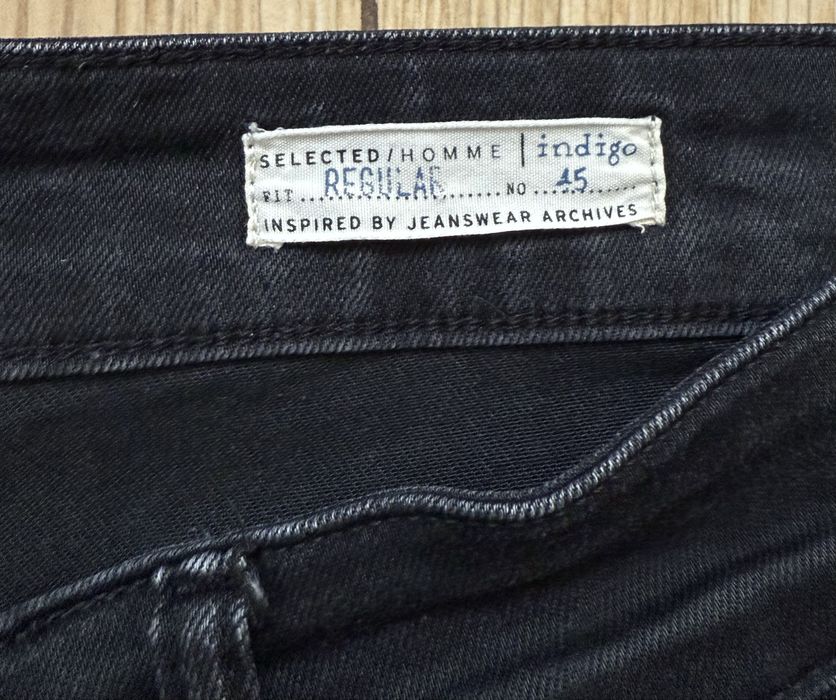 SELECTED/HOMME | indigo
FIT....REGULAR.......NO...45......
INSPIRED BY JEANSWEAR ARCHIVES